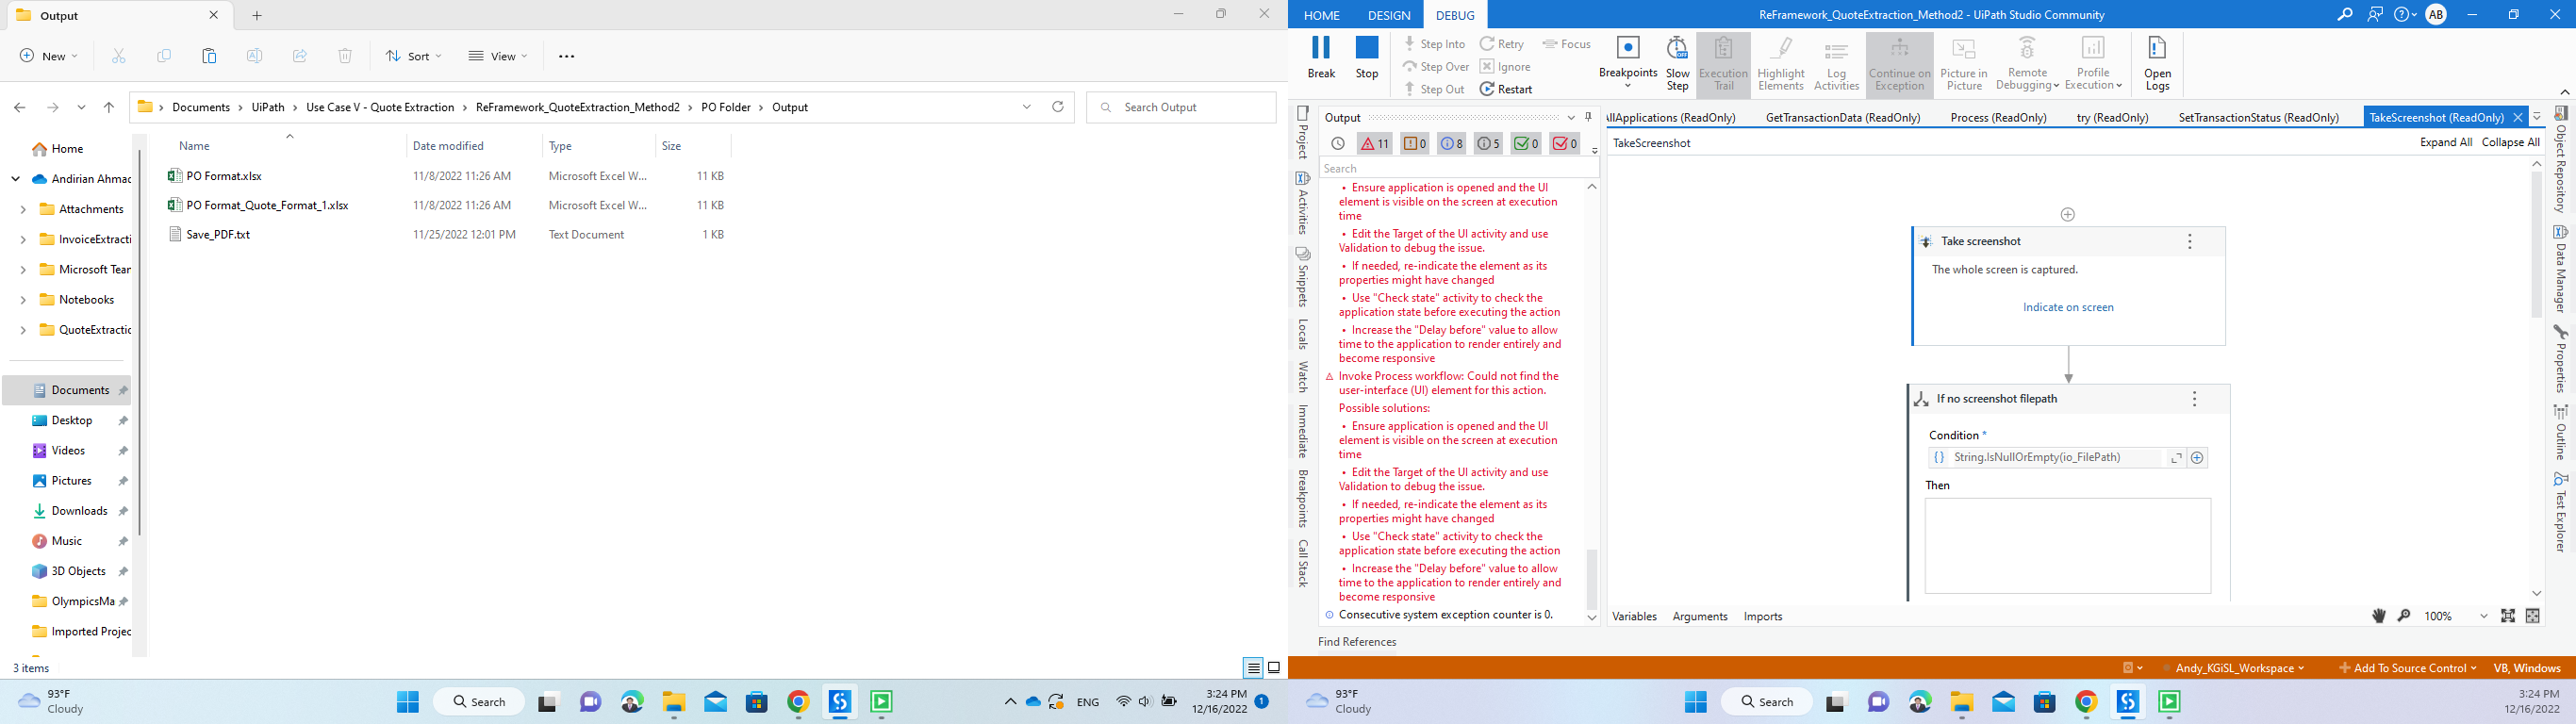 Output
New
Sort
View
Documents
UiPath
Use Case V - Quote Extraction
ReFramework_QuoteExtraction_Method2
PO Folder
Output
Search Output
Home
Andirian Ahmad
Attachments
InvoiceExtracti
Microsoft Tear
Notebooks
QuoteExtractic
Documents
Desktop
Videos
Pictures
Downloads
Music
3D Objects
OlympicsMa
Imported Projec
Name
Date modified
Type
Size
PO Format.xlsx
11/8/2022 11:26 AM
Microsoft Excel W...
11 KB
PO Format_Quote_Format_1.xlsx
11/8/2022 11:26 AM
Microsoft Excel W...
11 KB
Save_PDF.txt
11/25/2022 12:01 PM
Text Document
1 KB
3 items
93°F
Cloudy
Search
ENG
3:24 PM
12/16/2022
1
HOME
DESIGN
DEBUG
ReFramework_QuoteExtraction_Method2 - UiPath Studio Community
AB
Break
Stop
Step Into
Step Over
Step Out
Retry
Ignore
Restart
Focus
Breakpoints
Slow
Step
Execution
Trail
Highlight
Elements
Log
Activities
Continue on
Exception
Picture in
Picture
Remote
Debugging
Profile
Execution
Open
Logs
Project
Activities
Snippets
Locals
Watch
Immediate
Breakpoints
Call Stack
Output
11
0
8
5
0
0
Search
• Ensure application is opened and the UI
element is visible on the screen at execution
time
• Edit the Target of the UI activity and use
Validation to debug the issue.
• If needed, re-indicate the element as its
properties might have changed
• Use "Check state" activity to check the
application state before executing the action
• Increase the "Delay before" value to allow
time to the application to render entirely and
become responsive
Invoke Process workflow: Could not find the
user-interface (UI) element for this action.
Possible solutions:
• Ensure application is opened and the UI
element is visible on the screen at execution
time
• Edit the Target of the UI activity and use
Validation to debug the issue.
• If needed, re-indicate the element as its
properties might have changed
• Use "Check state" activity to check the
application state before executing the action
• Increase the "Delay before" value to allow
time to the application to render entirely and
become responsive
Consecutive system exception counter is 0.
Find References
llApplications (ReadOnly)
GetTransactionData (ReadOnly)
Process (ReadOnly)
try (ReadOnly)
SetTransactionStatus (ReadOnly)
TakeScreenshot (ReadOnly)
TakeScreenshot
Expand All
Collapse All
Take screenshot
The whole screen is captured.
Indicate on screen
If no screenshot filepath
Condition *
String.IsNullOrEmpty(io_FilePath)
Then
Variables
Arguments
Imports
100%
Object Repository
Data Manager
Properties
Outline
Test Explorer
Andy_KGiSL_Workspace
Add To Source Control
VB, Windows
93°F
Cloudy
Search
3:24 PM
12/16/2022